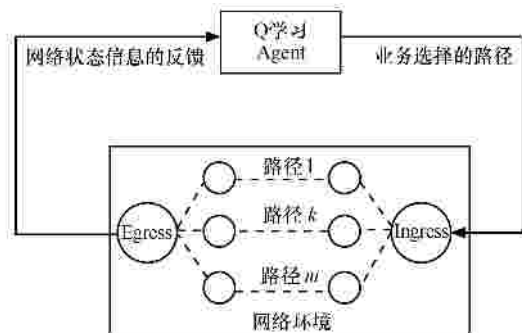 Q学习
Agent
网络状态信息的反馈
业务选择的路径
路径1
路径k
Egress
Ingress
路径m
网络环境